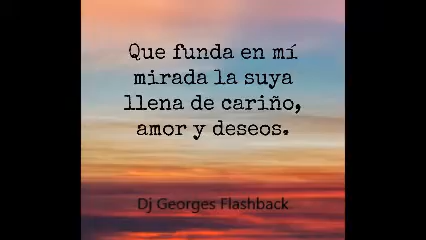 Que funda en mí
mirada la suya
llena de cariño,
amor y deseos.
Dj Georges Flashback